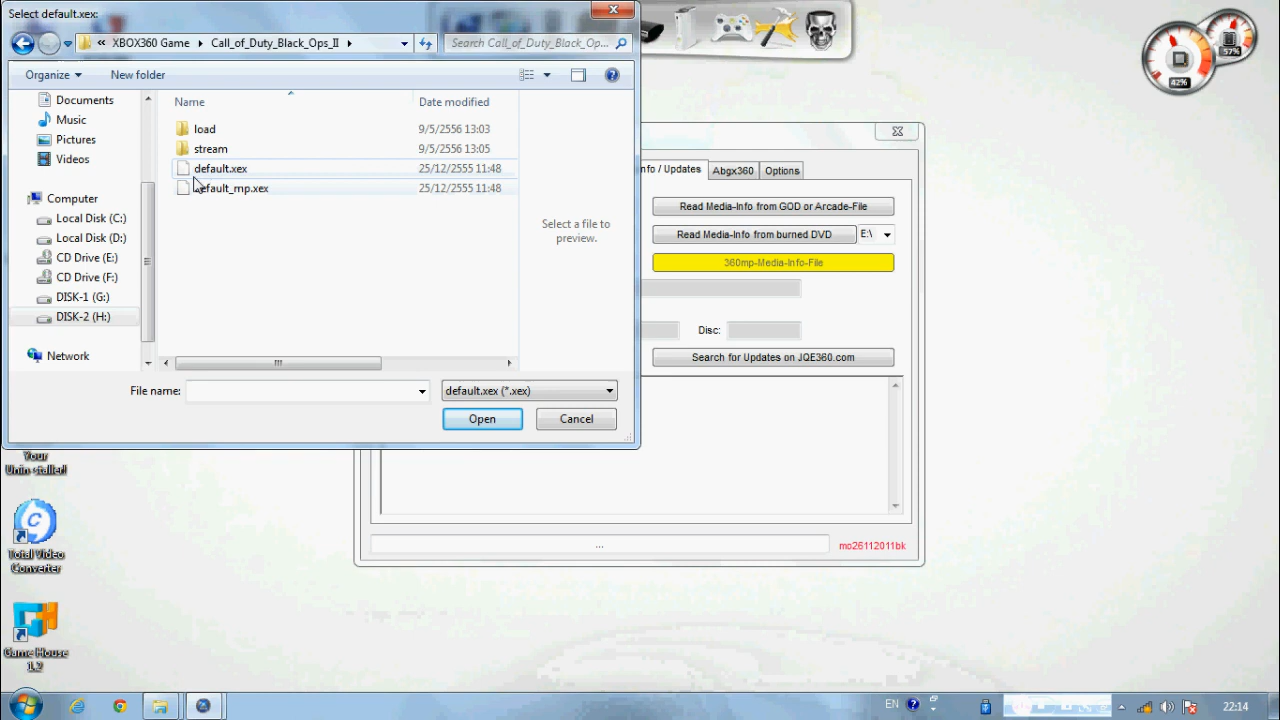 Select default.xex:
« XBOX360 Game › Call_of_Duty_Black_Ops_II ›
Search Call_of_Duty_Black_Op...
Organize
New folder
Documents
Music
Pictures
Videos
Computer
Local Disk (C:)
Local Disk (D:)
CD Drive (E:)
CD Drive (F:)
DISK-1 (G:)
DISK-2 (H:)
Network
Name
Date modified
load
9/5/2556 13:03
stream
9/5/2556 13:05
default.xex
25/12/2555 11:48
default_mp.xex
25/12/2555 11:48
Select a file to
preview.
File name:
default.xex (*.xex)
Open
Cancel
57%
42%
nfo / Updates
Abgx360
Options
Read Media-Info from GOD or Arcade-File
Read Media-Info from burned DVD
E:\
360mp-Media-Info-File
Disc:
Search for Updates on JQE360.com
...
mo26112011bk
Your
Unin-stalled!
Total Video
Converter
Game House
1.2
EN
22:14